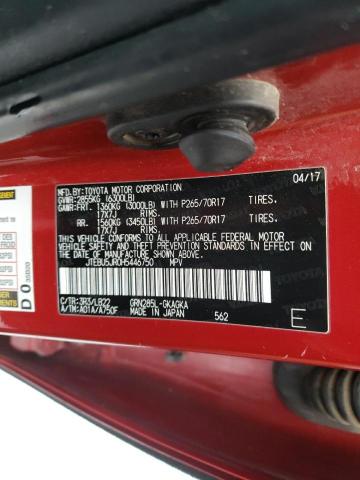 MFD.BY:TOYOTA MOTOR CORPORATION 04/17
GVWR:2855KG (6300LB)
GAWR:FRT. 1360KG (3000LB) WITH P265/70R17 TIRES.
17X7J RIMS.
RR. 1560KG (3450LB) WITH P265/70R17 TIRES.
17X7J RIMS.
THIS VEHICLE CONFORMS TO ALL APPLICABLE FEDERAL MOTOR
VEHICLE SAFETY AND THEFT PREVENTION STANDARDS IN EFFECT ON THE
DATE OF MANUFACTURE SHOWN ABOVE.
JTEBU5JR0H5446750 MPV
C/TR:3R3/LB22 GRN285L-GKAGKA
A/TM:A01A/A750F MADE IN JAPAN 562
E